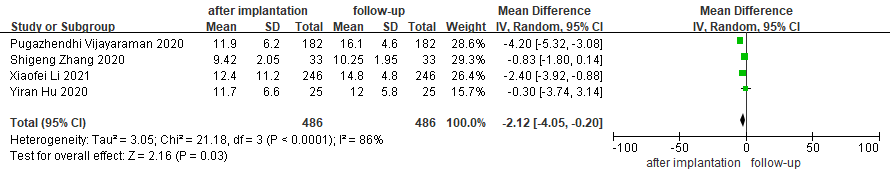 after implantation follow-up Mean Difference Mean Difference
Study or Subgroup Mean SD Total Mean SD Total Weight IV, Random, 95% CI IV, Random, 95% CI
Pugazhendhi Vijayaraman 2020 11.9 6.2 182 16.1 4.6 182 28.6% -4.20 [-5.32, -3.08]
Shigeng Zhang 2020 9.42 2.05 33 10.25 1.95 33 29.3% -0.83 [-1.80, 0.14]
Xiaofei Li 2021 12.4 11.2 246 14.8 4.8 246 26.4% -2.40 [-3.92, -0.88]
Yiran Hu 2020 11.7 6.6 25 12 5.8 25 15.7% -0.30 [-3.74, 3.14]
Total (95% CI) 486 486 100.0% -2.12 [-4.05, -0.20]
Heterogeneity: Tau² = 3.05; Chi² = 21.18, df = 3 (P < 0.0001); I² = 86%
Test for overall effect: Z = 2.16 (P = 0.03)
-100 -50 0 50 100
after implantation follow-up